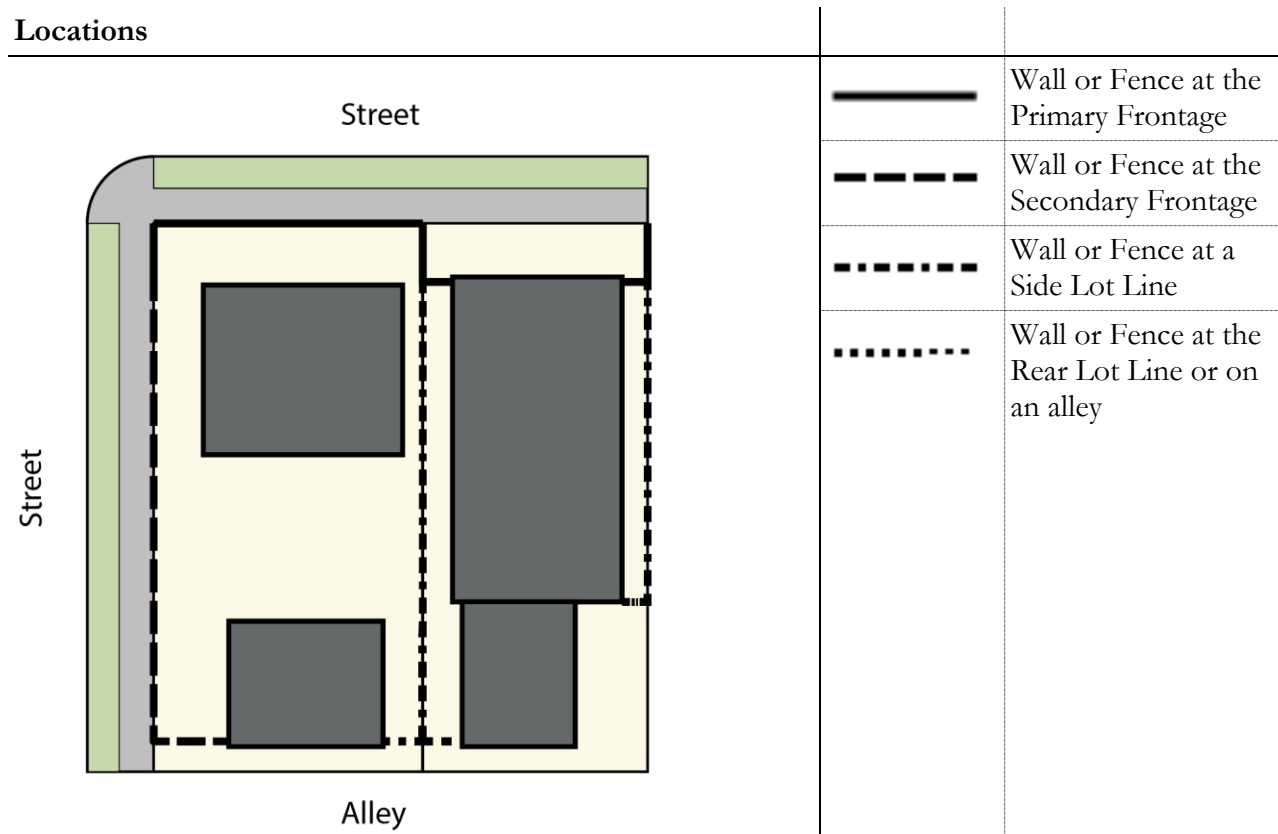 Locations
Street
Street
Alley
Wall or Fence at the
Primary Frontage
Wall or Fence at the
Secondary Frontage
Wall or Fence at a
Side Lot Line
Wall or Fence at the
Rear Lot Line or on
an alley